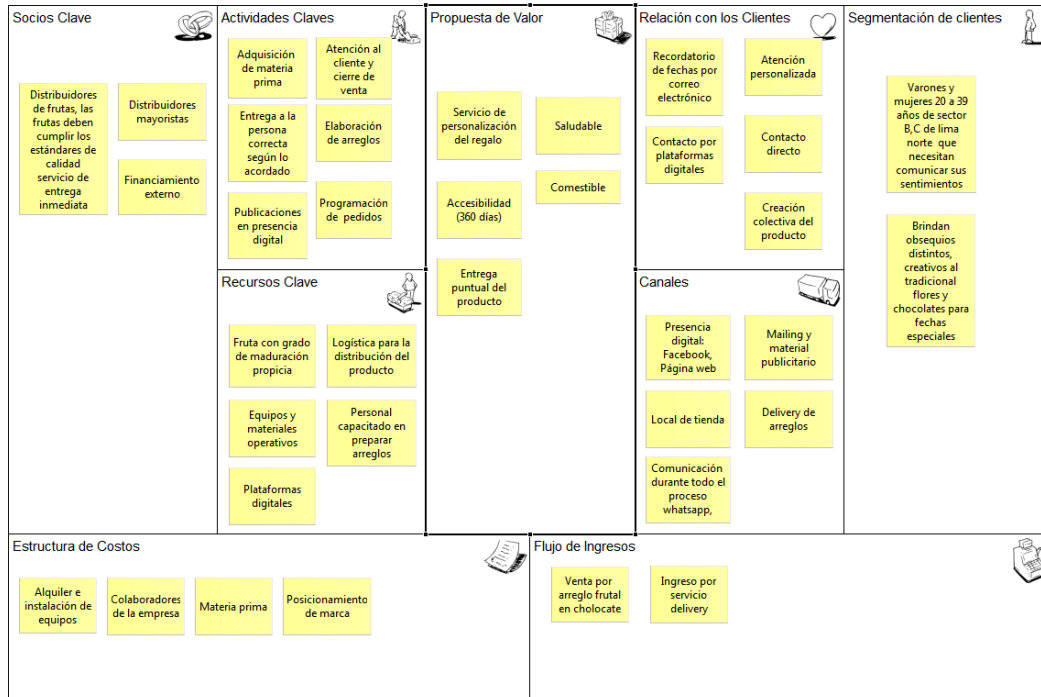 Socios Clave
Distribuidores
de frutas, las
frutas deben
cumplir los
estándares de
calidad
servicio de
entrega
inmediata
Distribuidores
mayoristas
Financiamiento
externo
Actividades Claves
Adquisición
de materia
prima
Atención al
cliente y
cierre de
venta
Entrega a la
persona
correcta
según lo
acordado
Elaboración
de arreglos
Publicaciones
en presencia
digital
Programación
de pedidos
Recursos Clave
Fruta con grado
de maduración
propicia
Logística para la
distribución del
producto
Equipos y
materiales
operativos
Personal
capacitado en
preparar
arreglos
Plataformas
digitales
Propuesta de Valor
Servicio de
personalización
del regalo
Saludable
Comestible
Accesibilidad
(360 días)
Entrega
puntual del
producto
Relación con los Clientes
Recordatorio
de fechas por
correo
electrónico
Atención
personalizada
Contacto por
plataformas
digitales
Contacto
directo
Creación
colectiva del
producto
Canales
Presencia
digital:
Facebook,
Página web
Mailing y
material
publicitario
Local de tienda
Delivery de
arreglos
Comunicación
durante todo el
proceso
whatsapp,
Segmentación de clientes
Varones y
mujeres 20 a 39
años de sector
B,C de lima
norte que
necesitan
comunicar sus
sentimientos
Brindan
obsequios
distintos,
creativos al
tradicional
flores y
chocolates para
fechas
especiales
Estructura de Costos
Alquiler e
instalación de
equipos
Colaboradores
de la empresa
Materia prima
Posicionamiento
de marca
Flujo de Ingresos
Venta por
arreglo frutal
en cholocate
Ingreso por
servicio
delivery